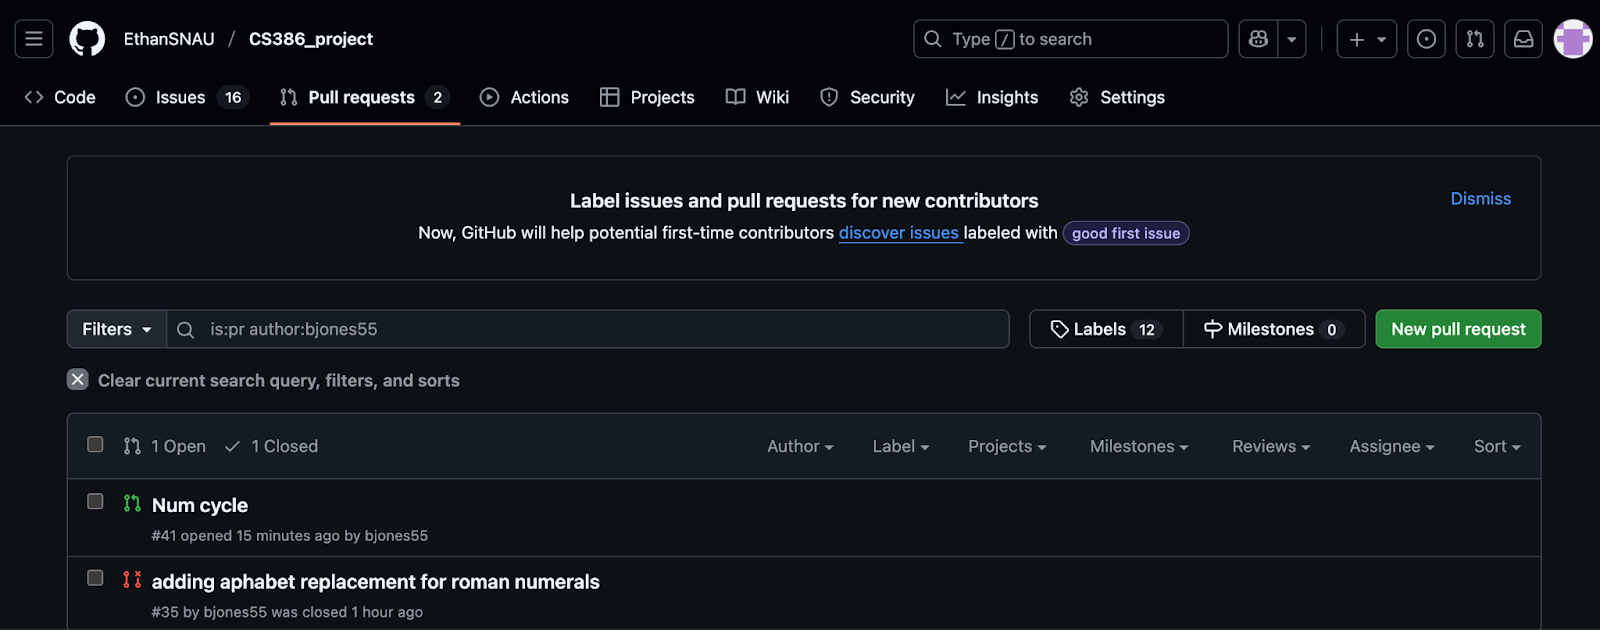 EthanSNAU / CS386_project
Type / to search
Code Issues 16 Pull requests 2 Actions Projects Wiki Security Insights Settings
Label issues and pull requests for new contributors
Dismiss
Now, GitHub will help potential first-time contributors discover issues labeled with good first issue
Filters is:pr author:bjones55 Labels 12 Milestones 0 New pull request
Clear current search query, filters, and sorts
1 Open 1 Closed Author Label Projects Milestones Reviews Assignee Sort
Num cycle
#41 opened 15 minutes ago by bjones55
adding aphabet replacement for roman numerals
#35 by bjones55 was closed 1 hour ago